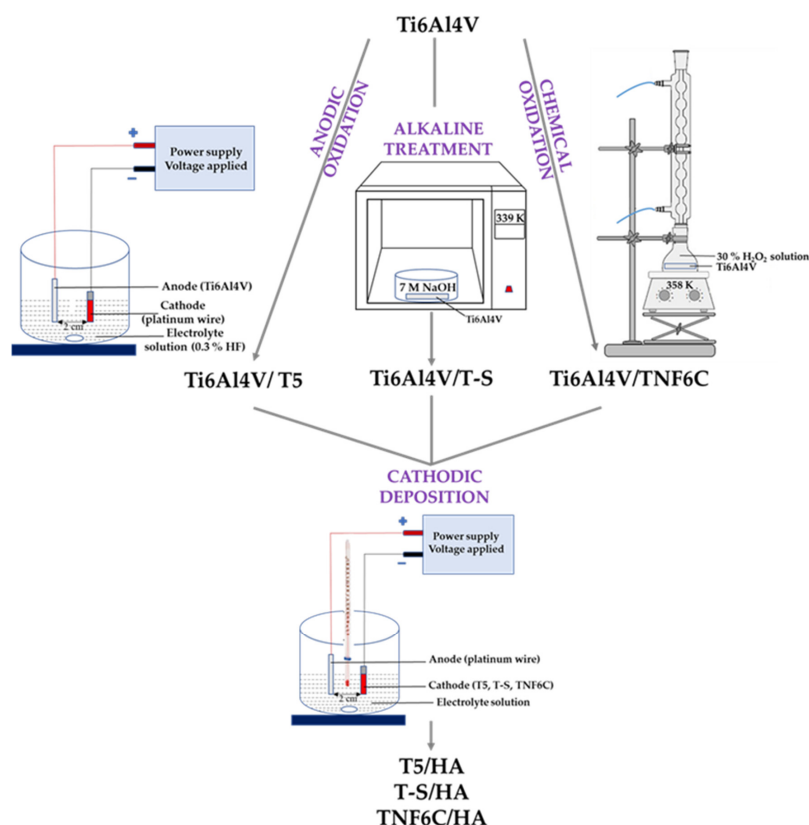 Ti6Al4V
ANODIC
OXIDATION
ALKALINE
TREATMENT
CHEMICAL
OXIDATION
+
Power supply
Voltage applied
−
Anode (Ti6Al4V)
Cathode
(platinum wire)
2 cm
Electrolyte
solution (0.3 % HF)
339 K
7 M NaOH
Ti6Al4V
30 % H₂O₂ solution
Ti6Al4V
358 K
Ti6Al4V/ T5
Ti6Al4V/T-S
Ti6Al4V/TNF6C
CATHODIC
DEPOSITION
+
Power supply
Voltage applied
−
Anode (platinum wire)
Cathode (T5, T-S, TNF6C)
2 cm
Electrolyte solution
T5/HA
T-S/HA
TNF6C/HA